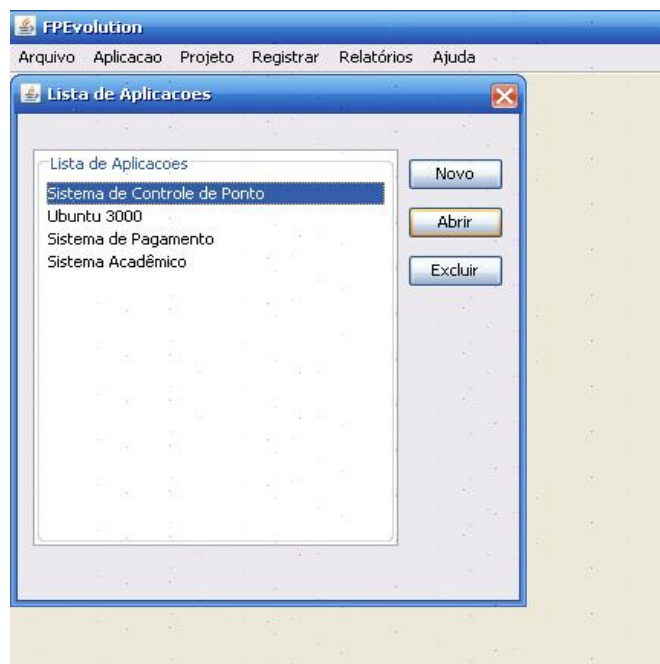 FPEvolution
Arquivo Aplicacao Projeto Registrar Relatórios Ajuda
Lista de Aplicacoes
Lista de Aplicacoes
Sistema de Controle de Ponto
Ubuntu 3000
Sistema de Pagamento
Sistema Acadêmico
Novo
Abrir
Excluir